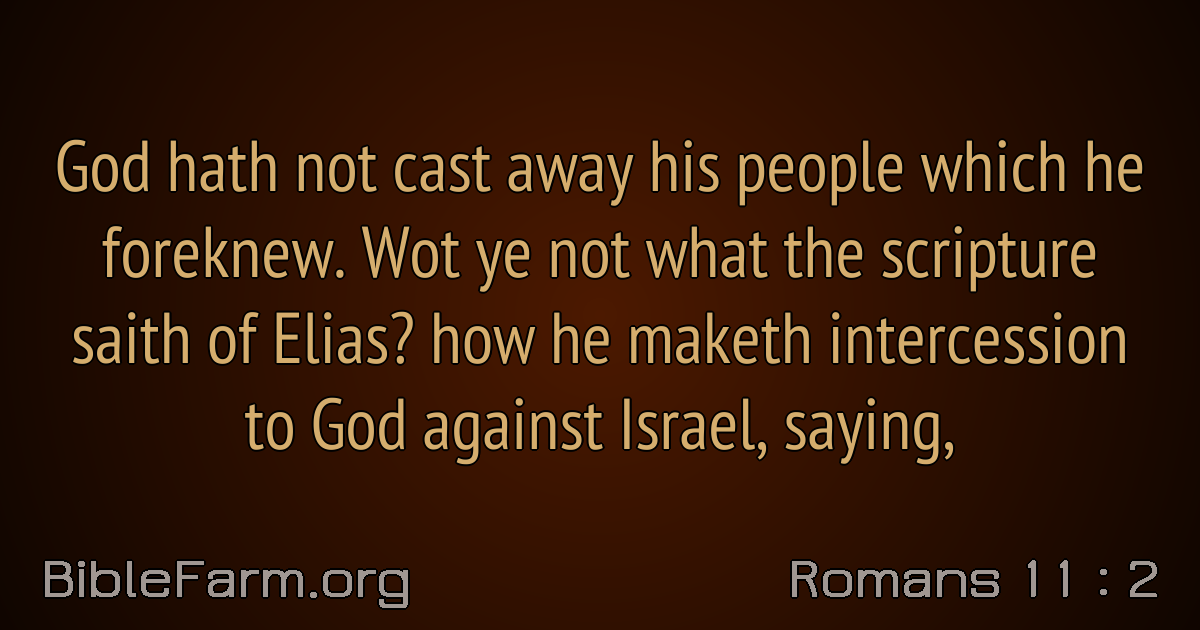 God hath not cast away his people which he
foreknew. Wot ye not what the scripture
saith of Elias? how he maketh intercession
to God against Israel, saying,
BibleFarm.org
Romans 11 : 2